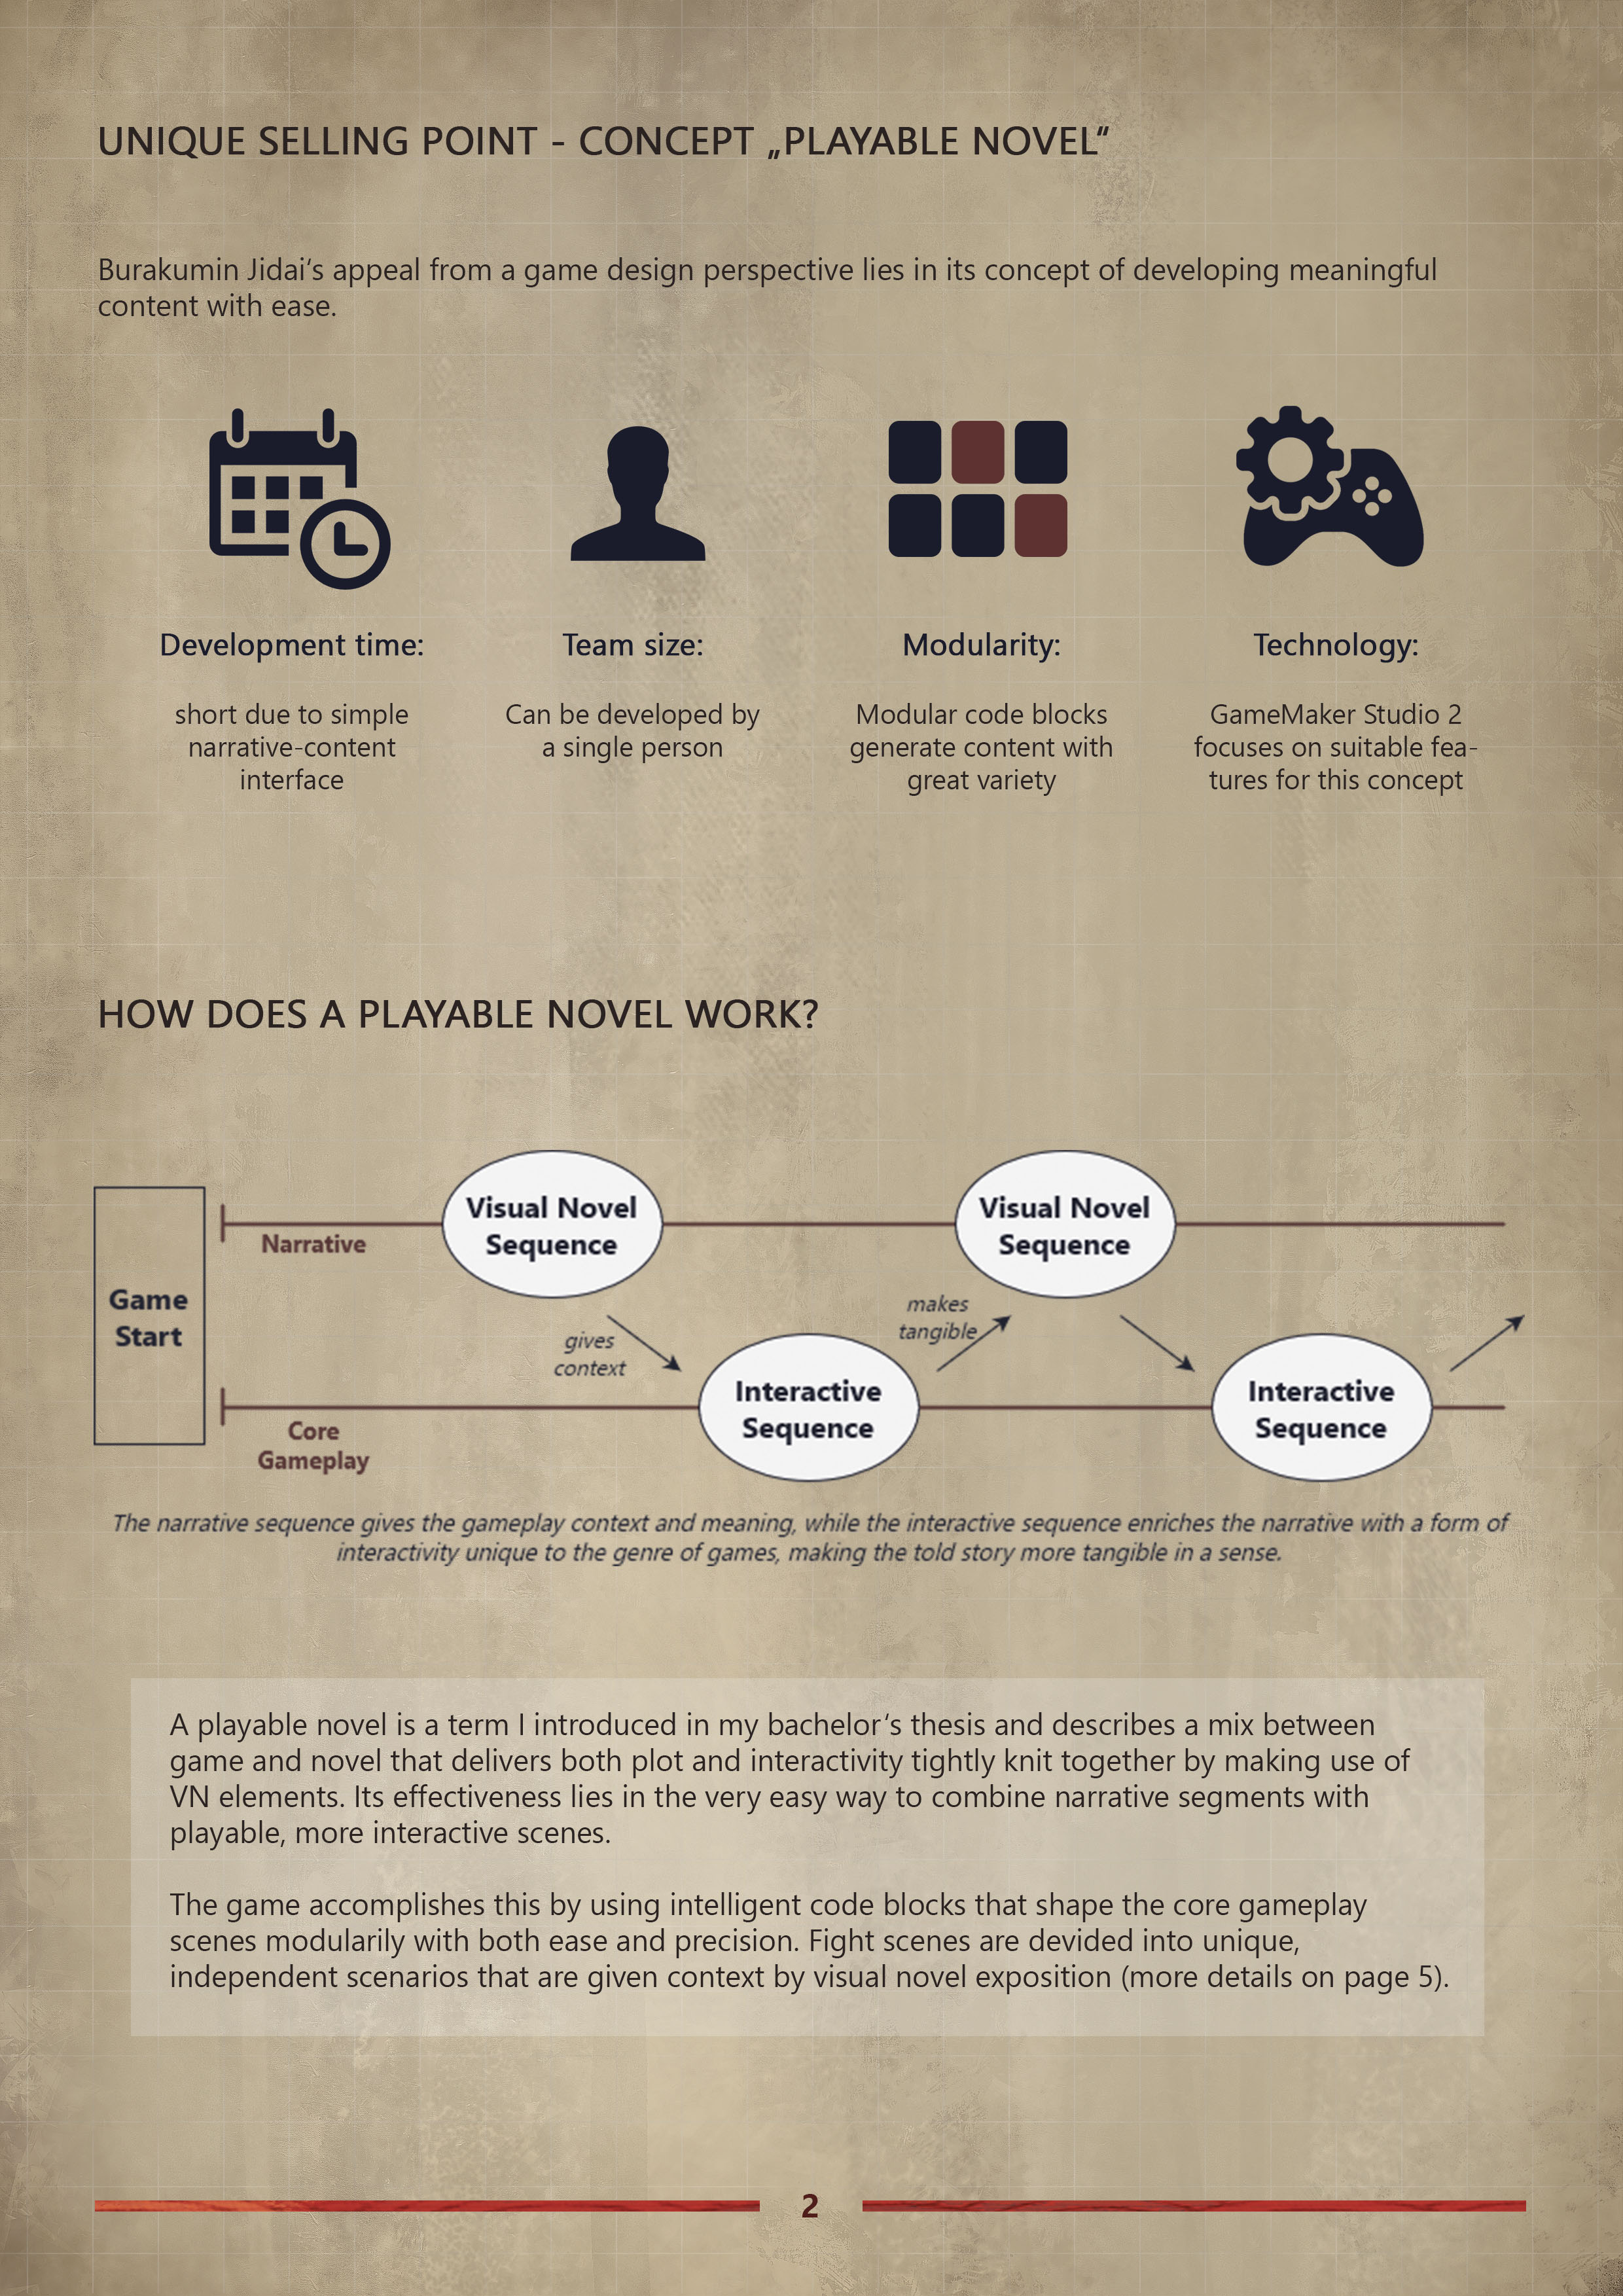 UNIQUE SELLING POINT - CONCEPT „PLAYABLE NOVEL“
Burakumin Jidai‘s appeal from a game design perspective lies in its concept of developing meaningful
content with ease.
Development time:
short due to simple
narrative-content
interface
Team size:
Can be developed by
a single person
Modularity:
Modular code blocks
generate content with
great variety
Technology:
GameMaker Studio 2
focuses on suitable fea-
tures for this concept
HOW DOES A PLAYABLE NOVEL WORK?
Game
Start
Narrative
Visual Novel
Sequence
Visual Novel
Sequence
gives
context
makes
tangible
Core
Gameplay
Interactive
Sequence
Interactive
Sequence
The narrative sequence gives the gameplay context and meaning, while the interactive sequence enriches the narrative with a form of
interactivity unique to the genre of games, making the told story more tangible in a sense.
A playable novel is a term I introduced in my bachelor‘s thesis and describes a mix between
game and novel that delivers both plot and interactivity tightly knit together by making use of
VN elements. Its effectiveness lies in the very easy way to combine narrative segments with
playable, more interactive scenes.
The game accomplishes this by using intelligent code blocks that shape the core gameplay
scenes modularily with both ease and precision. Fight scenes are devided into unique,
independent scenarios that are given context by visual novel exposition (more details on page 5).
2